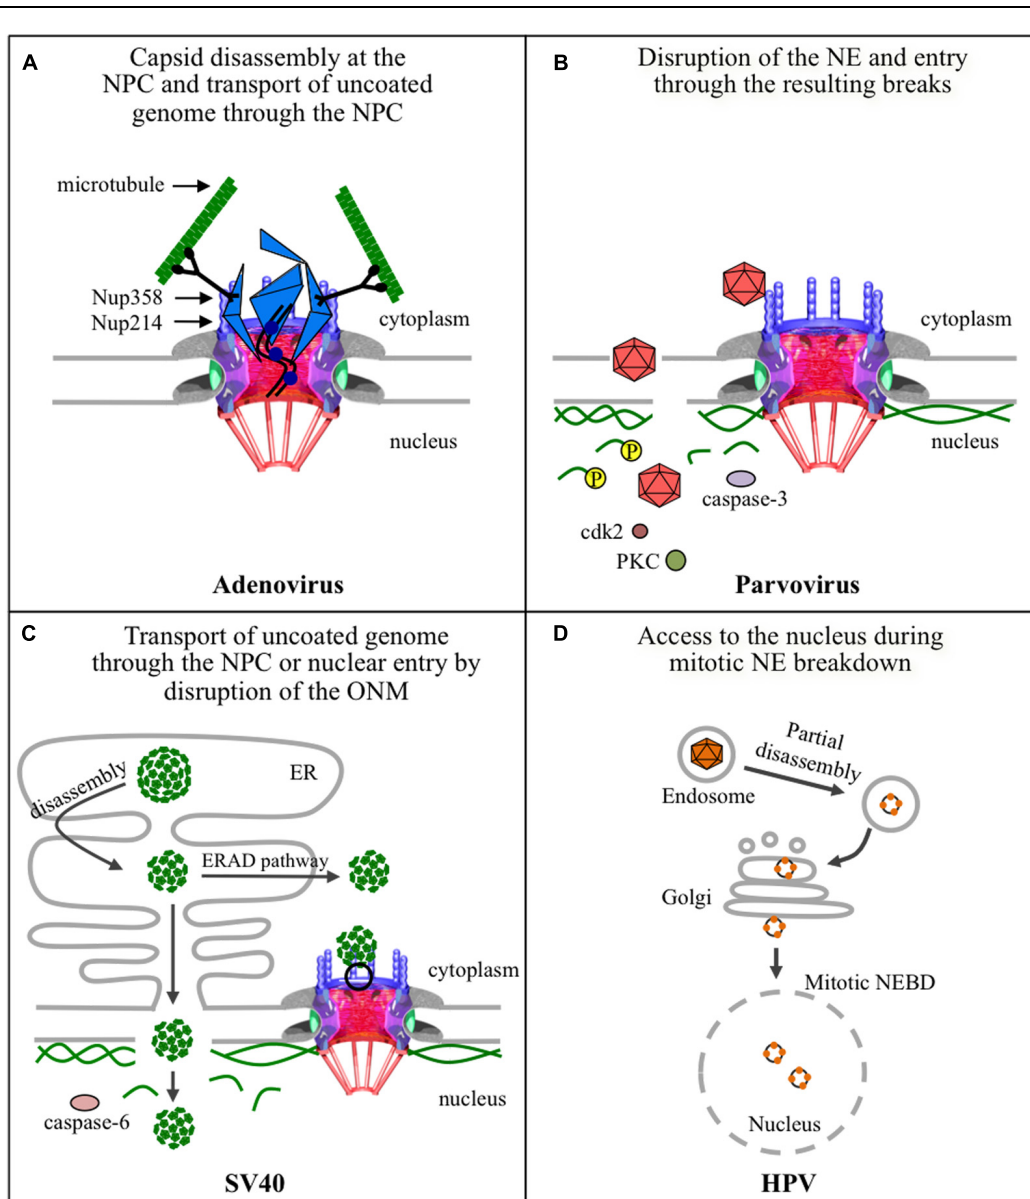 A
Capsid disassembly at the
NPC and transport of uncoated
genome through the NPC
microtubule
Nup358
Nup214
cytoplasm
nucleus
Adenovirus
B
Disruption of the NE and entry
through the resulting breaks
cytoplasm
nucleus
P
P
caspase-3
cdk2
PKC
Parvovirus
C
Transport of uncoated genome
through the NPC or nuclear entry by
disruption of the ONM
ER
disassembly
ERAD pathway
cytoplasm
nucleus
caspase-6
SV40
D
Access to the nucleus during
mitotic NE breakdown
Partial
disassembly
Endosome
Golgi
Mitotic NEBD
Nucleus
HPV